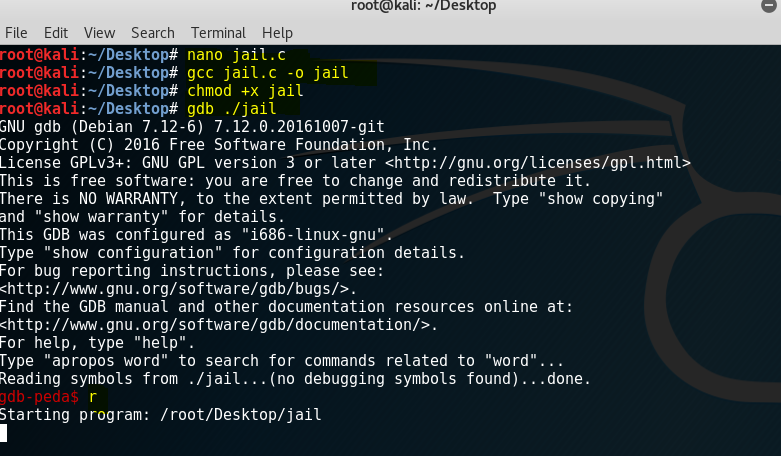 root@kali: ~/Desktop
File Edit View Search Terminal Help
root@kali:~/Desktop# nano jail.c
root@kali:~/Desktop# gcc jail.c -o jail
root@kali:~/Desktop# chmod +x jail
root@kali:~/Desktop# gdb ./jail
GNU gdb (Debian 7.12-6) 7.12.0.20161007-git
Copyright (C) 2016 Free Software Foundation, Inc.
License GPLv3+: GNU GPL version 3 or later <http://gnu.org/licenses/gpl.html>
This is free software: you are free to change and redistribute it.
There is NO WARRANTY, to the extent permitted by law.  Type "show copying"
and "show warranty" for details.
This GDB was configured as "i686-linux-gnu".
Type "show configuration" for configuration details.
For bug reporting instructions, please see:
<http://www.gnu.org/software/gdb/bugs/>.
Find the GDB manual and other documentation resources online at:
<http://www.gnu.org/software/gdb/documentation/>.
For help, type "help".
Type "apropos word" to search for commands related to "word"...
Reading symbols from ./jail...(no debugging symbols found)...done.
gdb-peda$ r
Starting program: /root/Desktop/jail